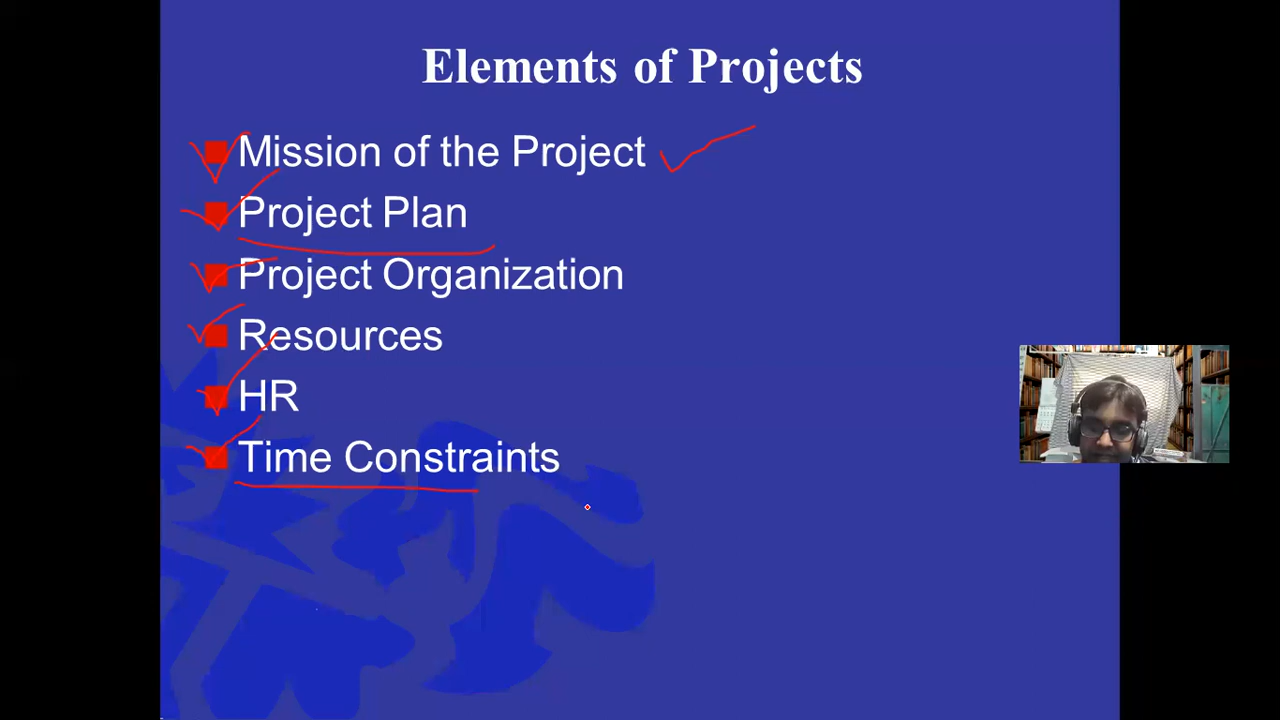 Elements of Projects
Mission of the Project
Project Plan
Project Organization
Resources
HR
Time Constraints